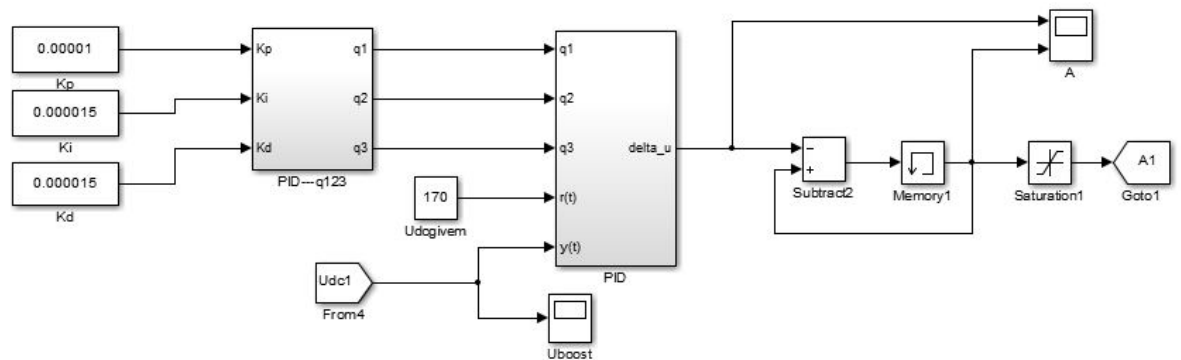 0.00001
Kp
0.000015
Ki
0.000015
Kd
Kp
Ki
Kd
q1
q2
q3
PID---q123
170
Udcgivem
Udc1
From4
Uboost
q1
q2
q3
r(t)
y(t)
delta_u
PID
−
+
Subtract2
Memory1
Saturation1
A1
Goto1
A